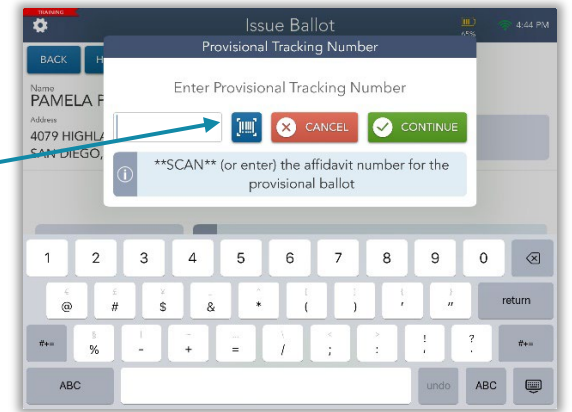 TRAINING
Issue Ballot
65%
4:44 PM
Provisional Tracking Number
BACK
H
Name
PAMELA F
Enter Provisional Tracking Number
Address
4079 HIGHLA
SAN DIEGO,
CANCEL
CONTINUE
**SCAN** (or enter) the affidavit number for the
provisional ballot
1 2 3 4 5 6 7 8 9 0
@ # $ & * ( ) ' " return
#+= % - + = / ; : ! , ? . #+=
ABC undo ABC